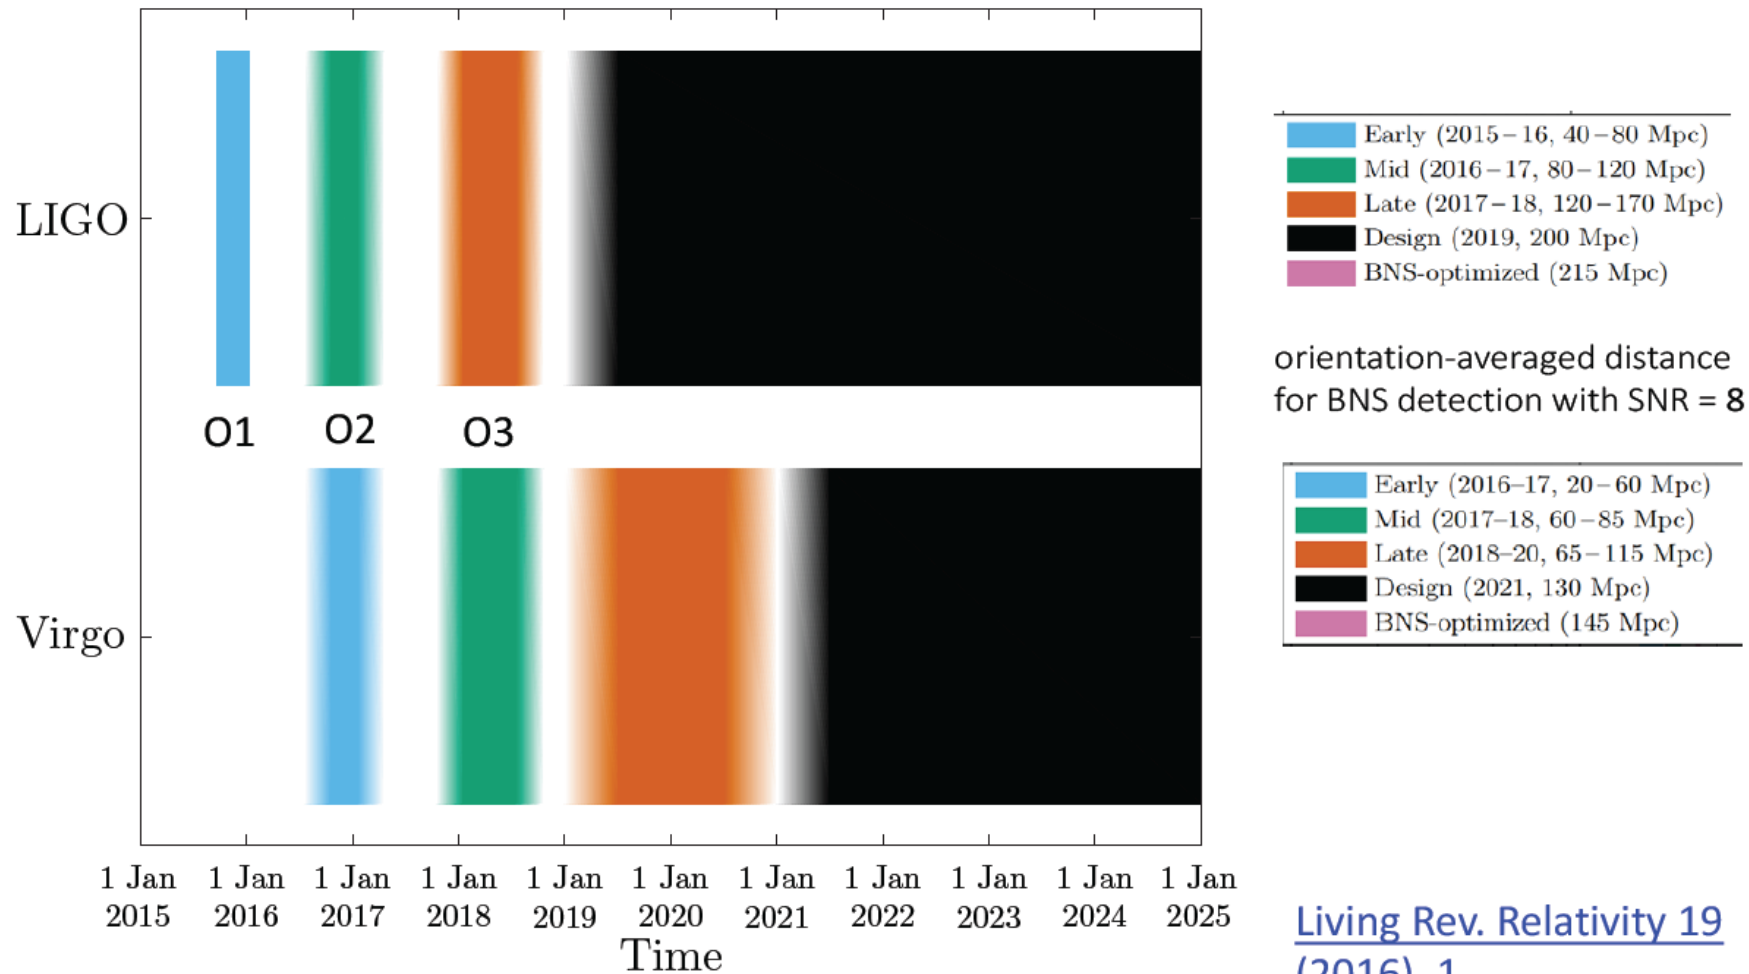 LIGO
Virgo
O1 O2 O3
1 Jan 1 Jan 1 Jan 1 Jan 1 Jan 1 Jan 1 Jan 1 Jan 1 Jan 1 Jan 1 Jan
2015 2016 2017 2018 2019 2020 2021 2022 2023 2024 2025
Time
Early (2015–16, 40–80 Mpc)
Mid (2016–17, 80–120 Mpc)
Late (2017–18, 120–170 Mpc)
Design (2019, 200 Mpc)
BNS-optimized (215 Mpc)
orientation-averaged distance
for BNS detection with SNR = 8
Early (2016–17, 20–60 Mpc)
Mid (2017–18, 60–85 Mpc)
Late (2018–20, 65–115 Mpc)
Design (2021, 130 Mpc)
BNS-optimized (145 Mpc)
Living Rev. Relativity 19
(2016), 1